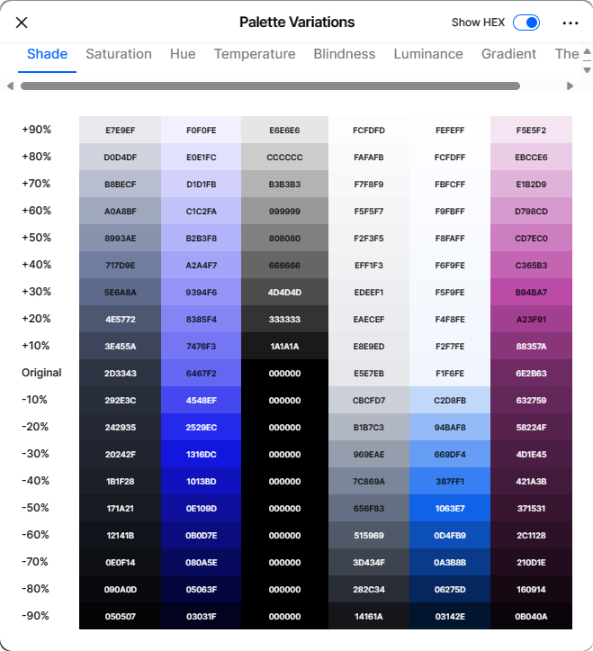 Palette Variations
Show HEX
Shade Saturation Hue Temperature Blindness Luminance Gradient The
+90% E7E9EF F0F0FE E6E6E6 FCFDFD FEFEFF F5E5F2
+80% D0D4DF E0E1FC CCCCCC FAFAFB FCFDFF EBCCE6
+70% B8BECF D1D1FB B3B3B3 F7F8F9 FBFCFF E1B2D9
+60% A0A8BF C1C2FA 999999 F5F5F7 F9FBFF D798CD
+50% 8993AE B2B3F8 808080 F2F3F5 F8FAFF CD7EC0
+40% 717D9E A2A4F7 666666 EFF1F3 F6F9FE C365B3
+30% 5E6A8A 9394F6 4D4D4D EDEEF1 F5F9FE B94BA7
+20% 4E5772 8385F4 333333 EAECEF F4F8FE A23F91
+10% 3E455A 7476F3 1A1A1A E8E9ED F2F7FE 88357A
Original 2D3343 6467F2 000000 E5E7EB F1F6FE 6E2B63
-10% 292E3C 4548EF 000000 CBCFD7 C2D8FB 632759
-20% 242935 2529EC 000000 B1B7C3 94BAF8 58224F
-30% 20242F 1316DC 000000 969EAE 669DF4 4D1E45
-40% 1B1F28 1013BD 000000 7C869A 387FF1 421A3B
-50% 171A21 0E109D 000000 656F83 1063E7 371531
-60% 12141B 0B0D7E 000000 515969 0D4FB9 2C1128
-70% 0E0F14 080A5E 000000 3D434F 0A3B8B 210D1E
-80% 090A0D 05063F 000000 282C34 06275D 160914
-90% 050507 03031F 000000 14161A 03142E 0B040A